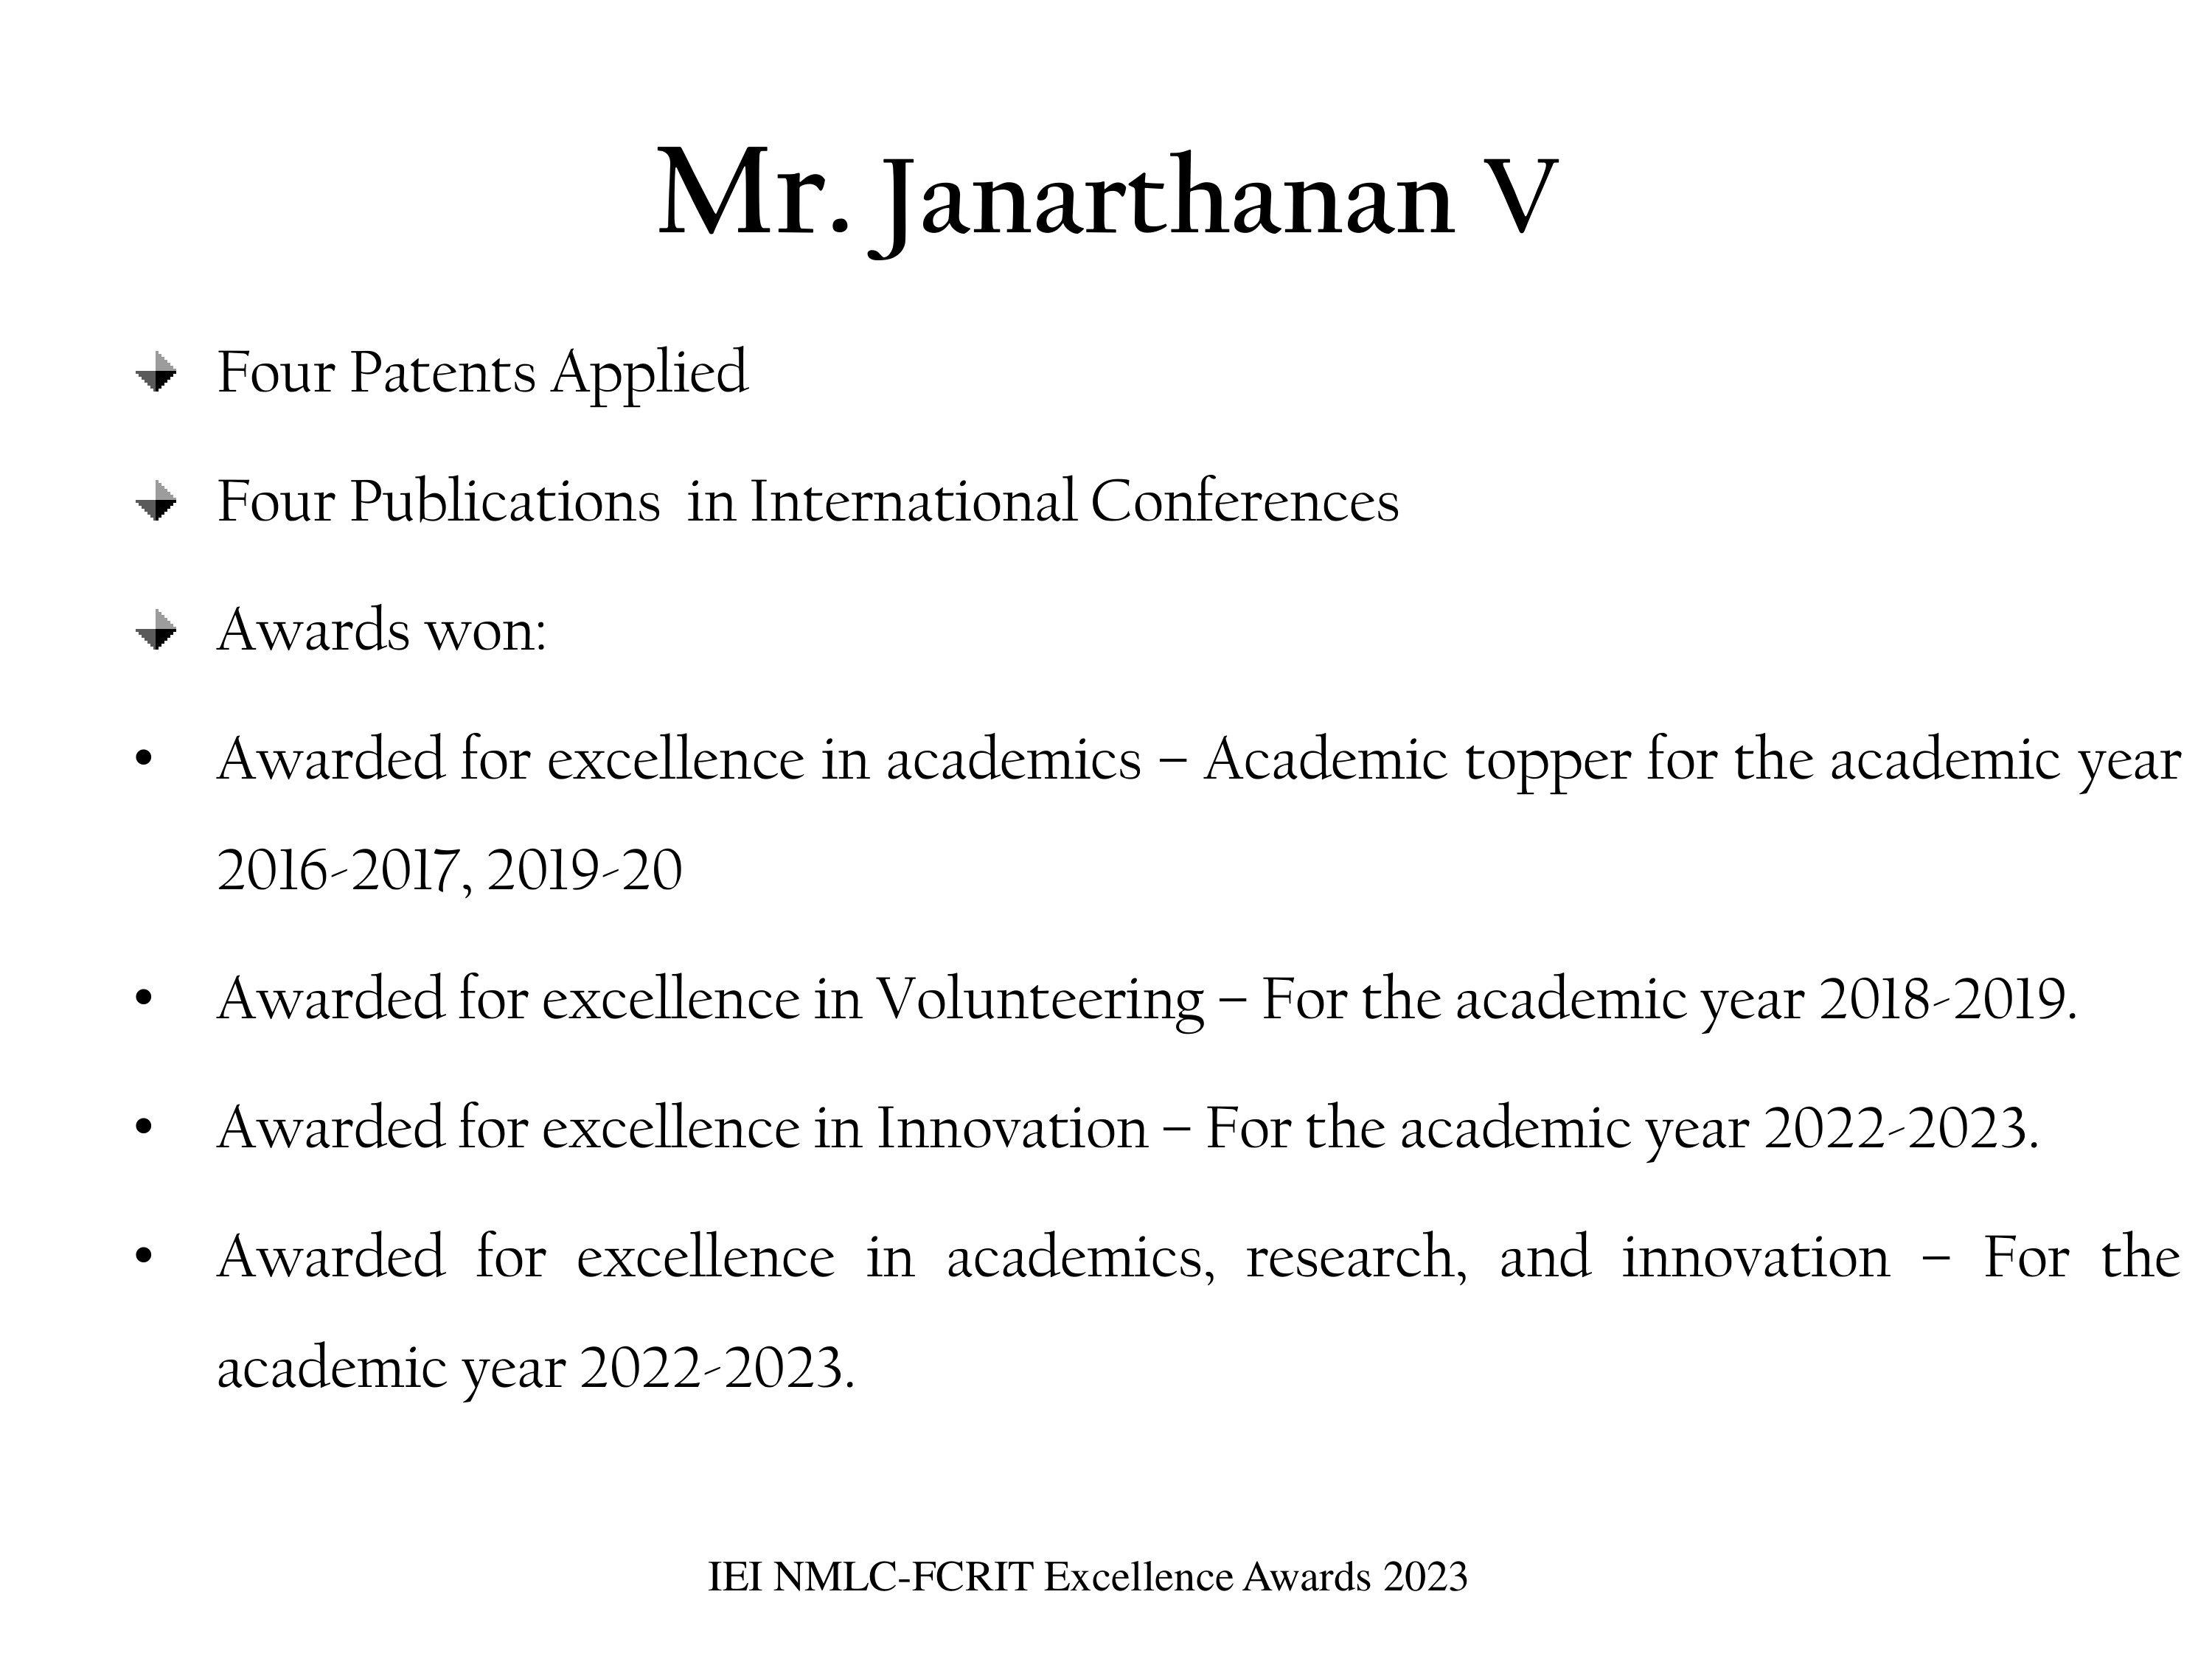 Mr. Janarthanan V
Four Patents Applied
Four Publications  in International Conferences
Awards won:
• Awarded for excellence in academics – Academic topper for the academic year
2016-2017, 2019-20
• Awarded for excellence in Volunteering – For the academic year 2018-2019.
• Awarded for excellence in Innovation – For the academic year 2022-2023.
• Awarded for excellence in academics, research, and innovation – For the
academic year 2022-2023.
IEI NMLC-FCRIT Excellence Awards 2023